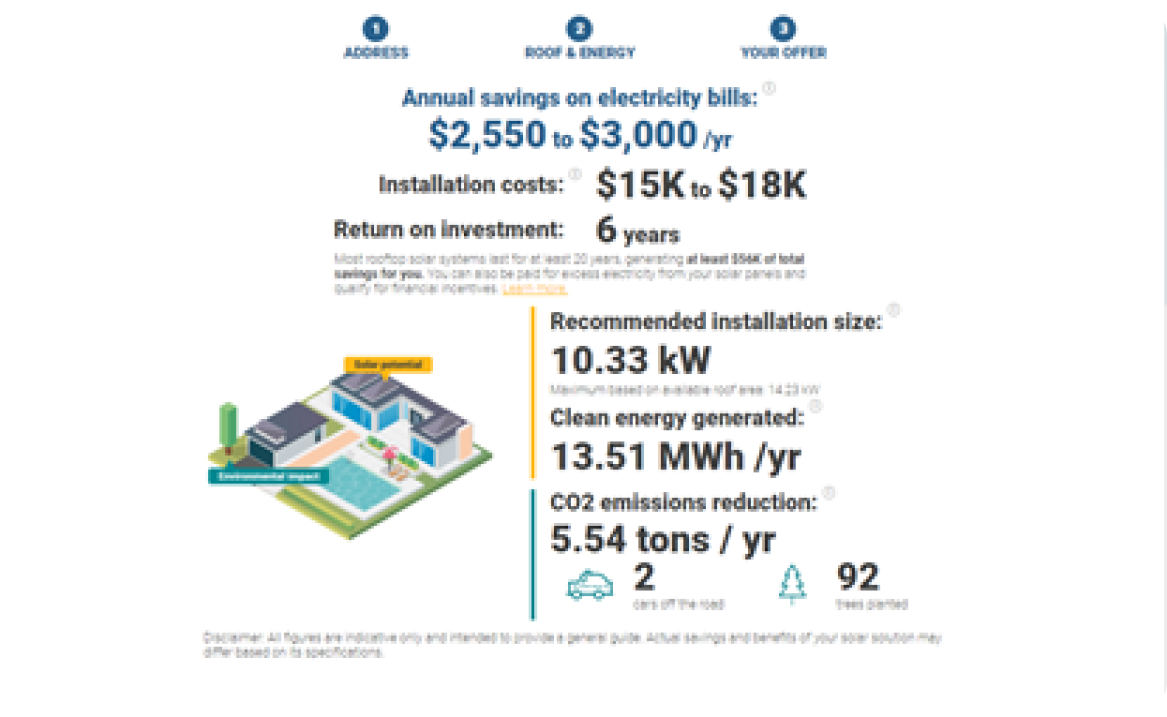 1 2 3
ADDRESS ROOF & ENERGY YOUR OFFER
Annual savings on electricity bills:
$2,550 to $3,000 /yr
Installation costs: $15K to $18K
Return on investment: 6 years
Most rooftop solar systems last for at least 20 years, generating at least $56K of total
savings for you. You can also be paid for excess electricity from your solar panels and
qualify for financial incentives. Learn more.
Recommended installation size:
10.33 kW
Maximum based on available roof area: 14.23 kW
Solar potential
Clean energy generated:
13.51 MWh /yr
Environmental impact
CO2 emissions reduction:
5.54 tons / yr
2 92
cars off the road trees planted
Disclaimer: All figures are indicative only and intended to provide a general guide. Actual savings and benefits of your solar solution may
differ based on its specifications.